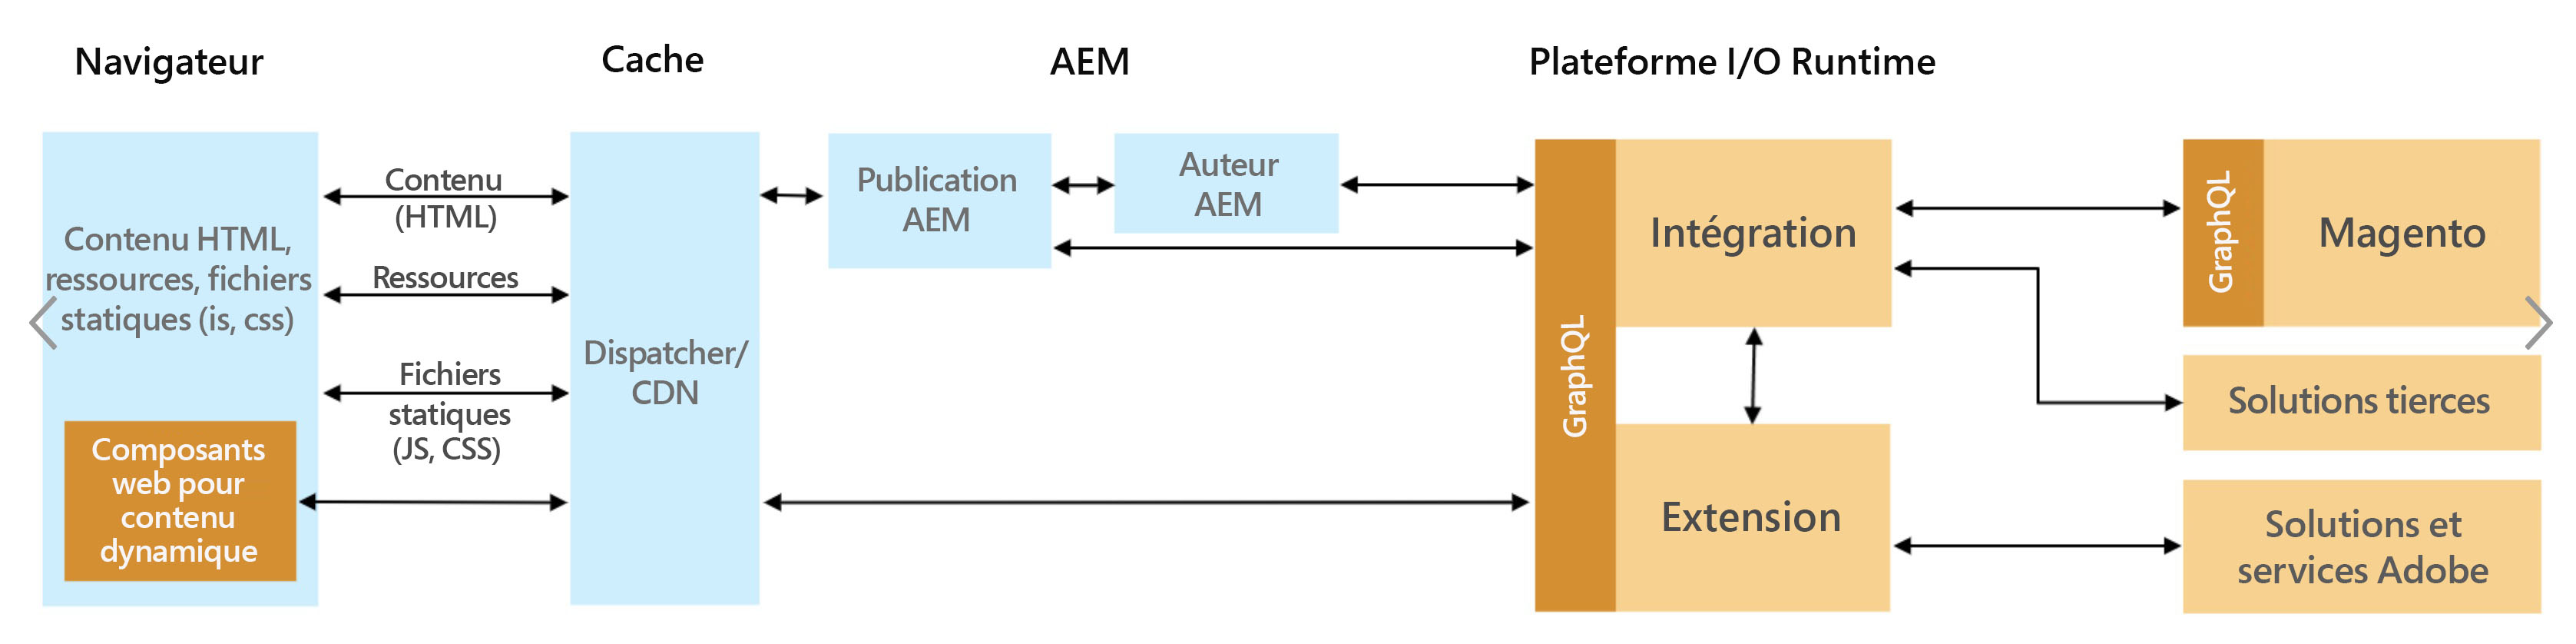 Navigateur
Cache
AEM
Plateforme I/O Runtime
Contenu HTML,
ressources, fichiers
statiques (is, css)
Composants
web pour
contenu
dynamique
Contenu
(HTML)
Ressources
Fichiers
statiques
(JS, CSS)
Dispatcher/
CDN
Publication
AEM
Auteur
AEM
GraphQL
Intégration
Extension
GraphQL
Magento
Solutions tierces
Solutions et
services Adobe